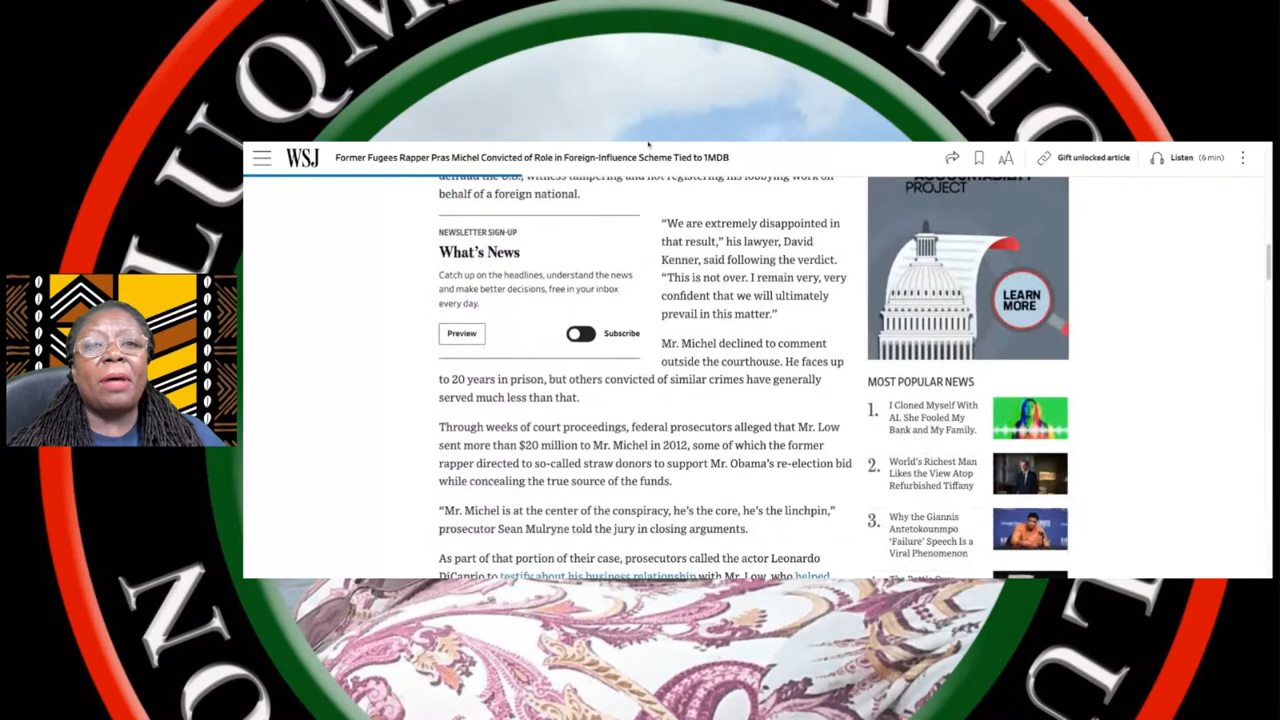 LUQM
ATIO
WSJ
Former Fugees Rapper Pras Michel Convicted of Role in Foreign-Influence Scheme Tied to 1MDB
Gift unlocked article
Listen (6 min)
defraud the U.S., witness tampering and not registering his lobbying work on
behalf of a foreign national.
NEWSLETTER SIGN-UP
What's News
Catch up on the headlines, understand the news
and make better decisions, free in your inbox
every day.
Preview
Subscribe
“We are extremely disappointed in
that result,” his lawyer, David
Kenner, said following the verdict.
“This is not over. I remain very, very
confident that we will ultimately
prevail in this matter.”
Mr. Michel declined to comment
outside the courthouse. He faces up
to 20 years in prison, but others convicted of similar crimes have generally
served much less than that.
Through weeks of court proceedings, federal prosecutors alleged that Mr. Low
sent more than $20 million to Mr. Michel in 2012, some of which the former
rapper directed to so-called straw donors to support Mr. Obama's re-election bid
while concealing the true source of the funds.
“Mr. Michel is at the center of the conspiracy, he's the core, he's the linchpin,”
prosecutor Sean Mulryne told the jury in closing arguments.
As part of that portion of their case, prosecutors called the actor Leonardo
DiCaprio to testify about his business relationship with Mr. Low, who helped
ACCOUNTABILITY
PROJECT
LEARN
MORE
MOST POPULAR NEWS
1. I Cloned Myself With
AI. She Fooled My
Bank and My Family.
2. World's Richest Man
Likes the View Atop
Refurbished Tiffany
3. Why the Giannis
Antetokounmpo
‘Failure’ Speech Is a
Viral Phenomenon
NO
LU